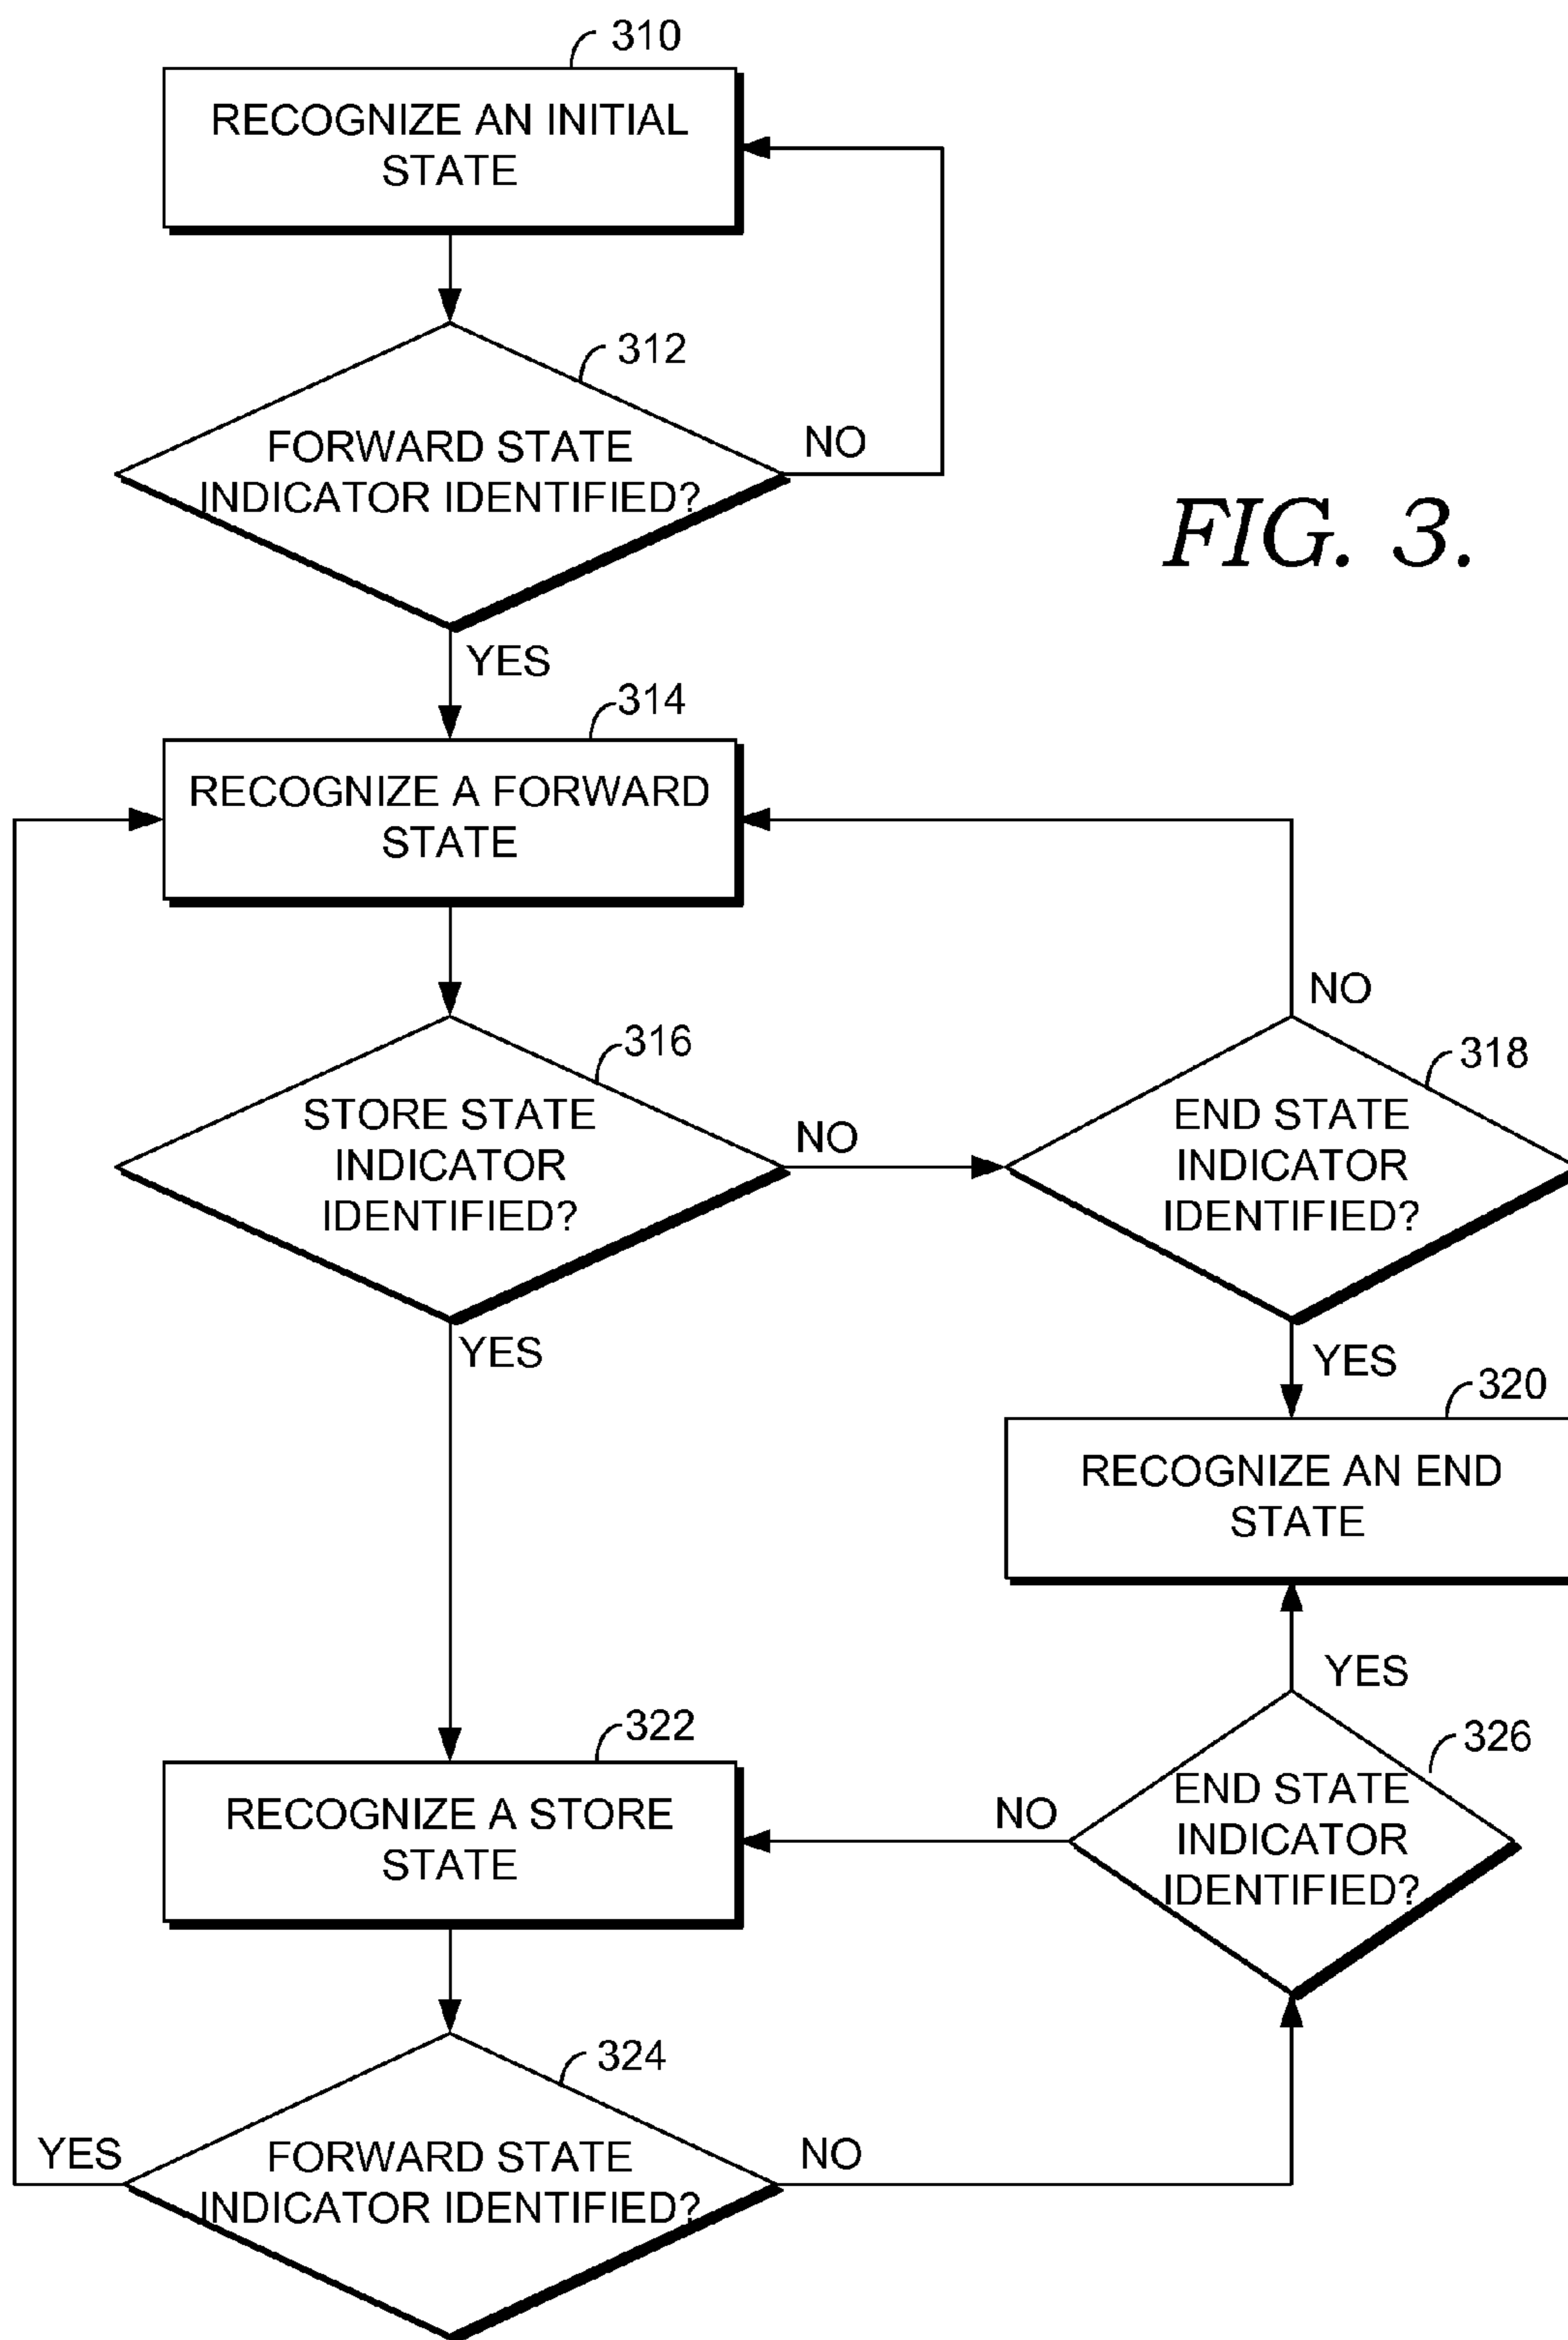 310
RECOGNIZE AN INITIAL
STATE
312
FORWARD STATE
INDICATOR IDENTIFIED?
NO
FIG. 3.
YES
314
RECOGNIZE A FORWARD
STATE
NO
316
STORE STATE
INDICATOR
IDENTIFIED?
NO
318
END STATE
INDICATOR
IDENTIFIED?
YES
YES
320
RECOGNIZE AN END
STATE
YES
322
RECOGNIZE A STORE
STATE
NO
326
END STATE
INDICATOR
IDENTIFIED?
324
YES
FORWARD STATE
INDICATOR IDENTIFIED?
NO